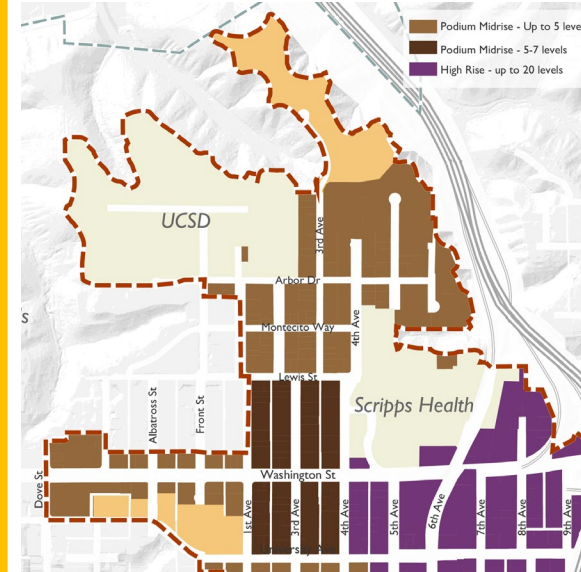 Podium Midrise - Up to 5 leve
Podium Midrise - 5-7 levels
High Rise - up to 20 levels
UCSD
3rd Ave
Arbor Dr
Montecito Way
4th Ave
Lewis St
Scripps Health
Albatross St
Front St
s
Washington St
Dove St
1st Ave
3rd Ave
4th Ave
5th Ave
6th Ave
7th Ave
8th Ave
9th Ave